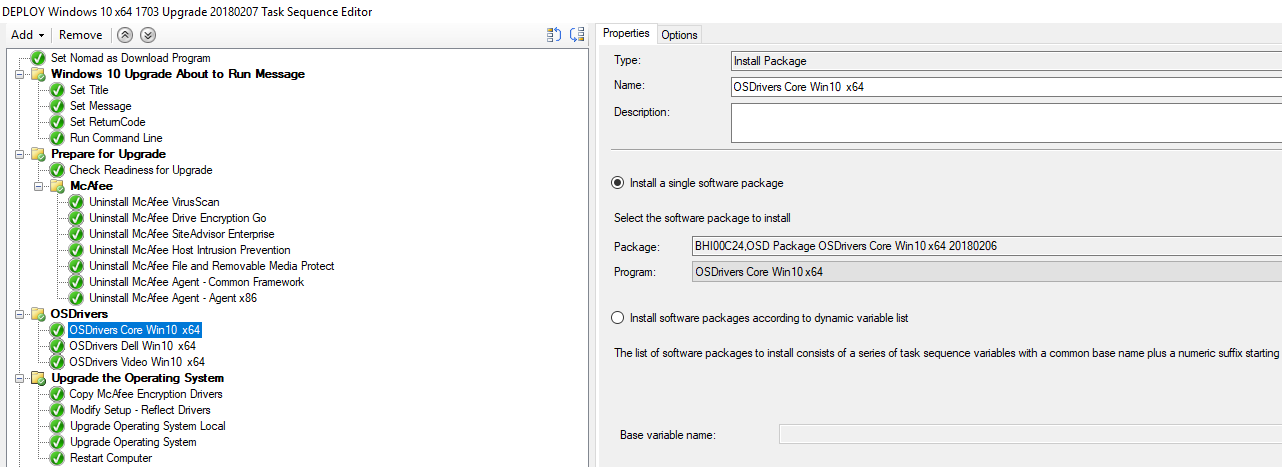 DEPLOY Windows 10 x64 1703 Upgrade 20180207 Task Sequence Editor
Add
Remove
Set Nomad as Download Program
Windows 10 Upgrade About to Run Message
Set Title
Set Message
Set ReturnCode
Run Command Line
Prepare for Upgrade
Check Readiness for Upgrade
McAfee
Uninstall McAfee VirusScan
Uninstall McAfee Drive Encryption Go
Uninstall McAfee SiteAdvisor Enterprise
Uninstall McAfee Host Intrusion Prevention
Uninstall McAfee File and Removable Media Protect
Uninstall McAfee Agent - Common Framework
Uninstall McAfee Agent - Agent x86
OSDrivers
OSDrivers Core Win10 x64
OSDrivers Dell Win10 x64
OSDrivers Video Win10 x64
Upgrade the Operating System
Copy McAfee Encryption Drivers
Modify Setup - Reflect Drivers
Upgrade Operating System Local
Upgrade Operating System
Restart Computer
Properties
Options
Type:
Install Package
Name:
OSDrivers Core Win10 x64
Description:
Install a single software package
Select the software package to install
Package:
BHI00C24,OSD Package OSDrivers Core Win10 x64 20180206
Program:
OSDrivers Core Win10 x64
Install software packages according to dynamic variable list
The list of software packages to install consists of a series of task sequence variables with a common base name plus a numeric suffix starting
Base variable name: